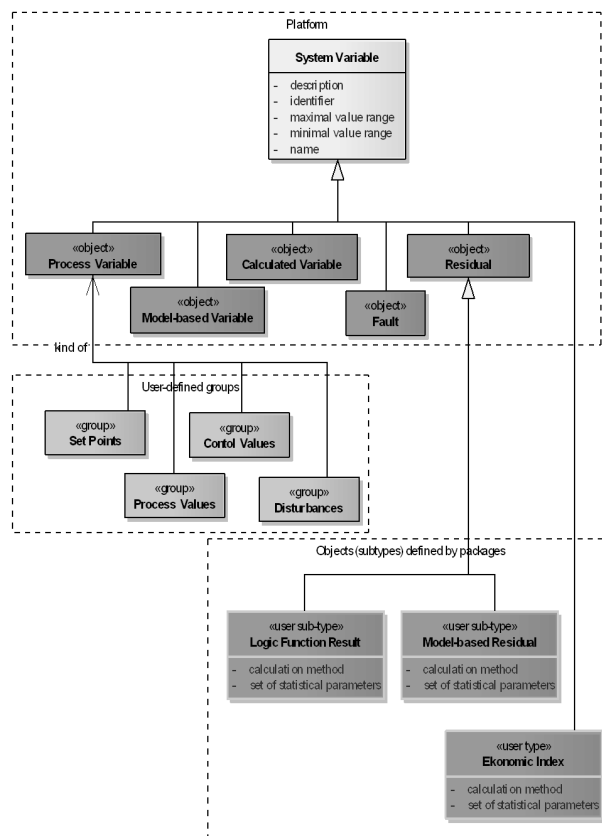 Platform
System Variable
- description
- identifier
- maximal value range
- minimal value range
- name
«object»
Process Variable
«object»
Calculated Variable
«object»
Residual
«object»
Model-based Variable
«object»
Fault
kind of
User-defined groups
«group»
Set Points
«group»
Contol Values
«group»
Process Values
«group»
Disturbances
Objects (subtypes) defined by packages
«user sub-type»
Logic Function Result
- calculation method
- set of statistical parameters
«user sub-type»
Model-based Residual
- calculation method
- set of statistical parameters
«user type»
Ekonomic Index
- calculation method
- set of statistical parameters